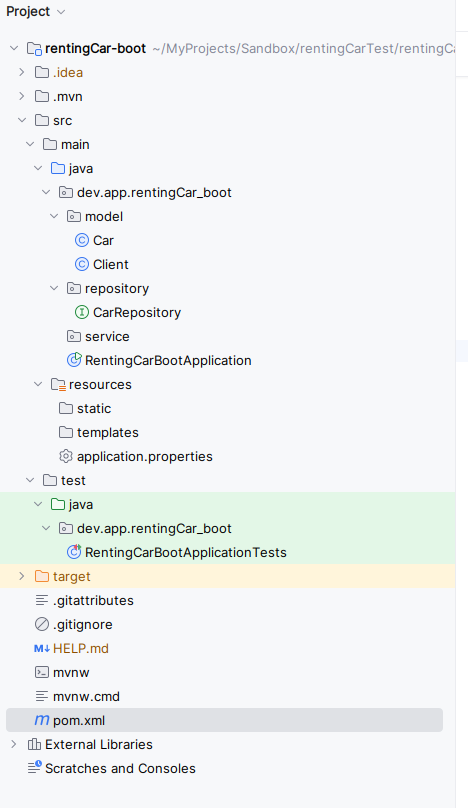 Project
rentingCar-boot ~/MyProjects/Sandbox/rentingCarTest/rentingCa
.idea
.mvn
src
main
java
dev.app.rentingCar_boot
model
C Car
C Client
repository
I CarRepository
service
C RentingCarBootApplication
resources
static
templates
application.properties
test
java
dev.app.rentingCar_boot
C RentingCarBootApplicationTests
target
.gitattributes
.gitignore
M↓ HELP.md
mvnw
mvnw.cmd
m pom.xml
External Libraries
Scratches and Consoles